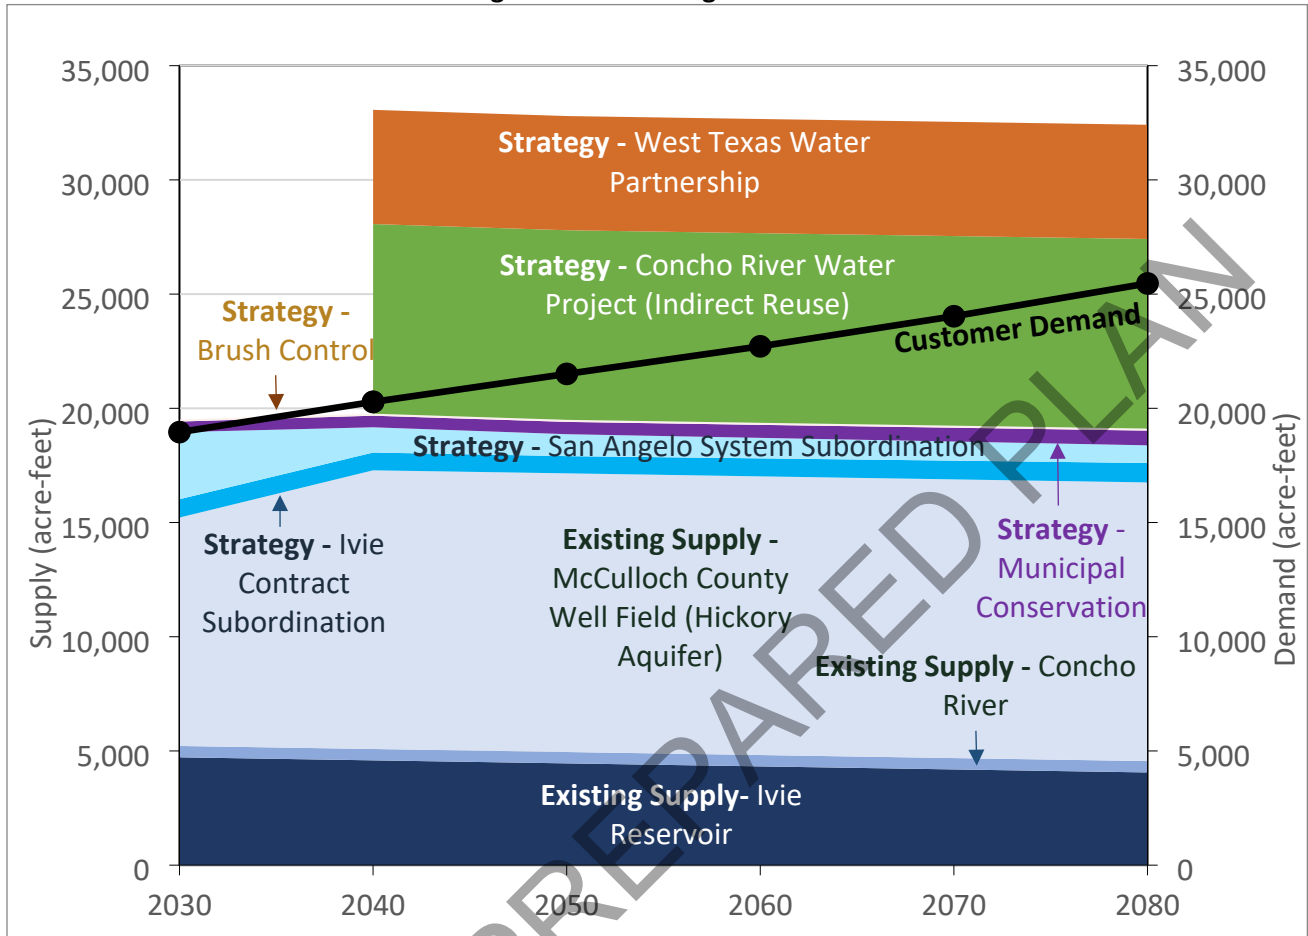 35,000
30,000
25,000
20,000
15,000
10,000
5,000
0
Supply (acre-feet)
35,000
30,000
25,000
20,000
15,000
10,000
5,000
0
Demand (acre-feet)
2030 2040 2050 2060 2070 2080
Strategy - West Texas Water
Partnership
Strategy - Concho River Water
Project (Indirect Reuse)
Strategy -
Brush Control
Customer Demand
Strategy - San Angelo System Subordination
Strategy - Ivie
Contract
Subordination
Existing Supply -
McCulloch County
Well Field (Hickory
Aquifer)
Strategy -
Municipal
Conservation
Existing Supply - Concho
River
Existing Supply- Ivie
Reservoir
PREPARED PLAN